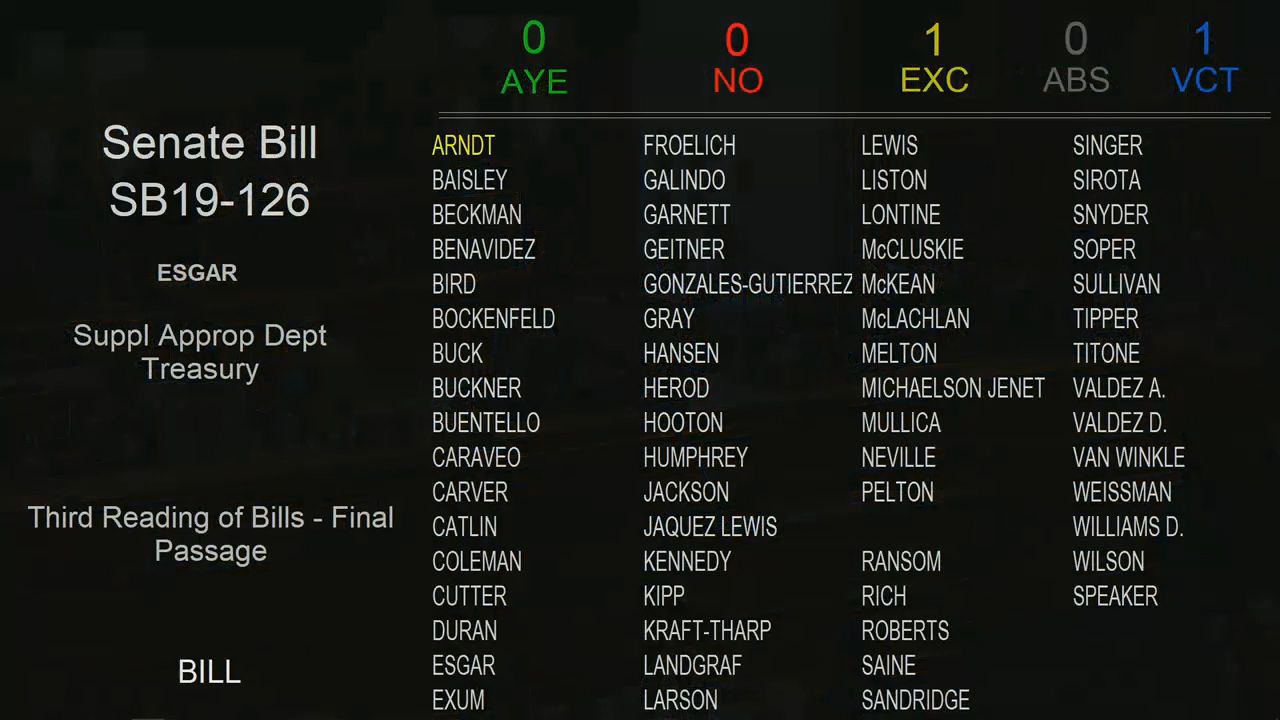 0 0 1 0 1
AYE NO EXC ABS VCT
Senate Bill
SB19-126
ESGAR
Suppl Approp Dept
Treasury
Third Reading of Bills - Final
Passage
BILL
ARNDT FROELICH LEWIS SINGER
BAISLEY GALINDO LISTON SIROTA
BECKMAN GARNETT LONTINE SNYDER
BENAVIDEZ GEITNER McCLUSKIE SOPER
BIRD GONZALES-GUTIERREZ McKEAN SULLIVAN
BOCKENFELD GRAY McLACHLAN TIPPER
BUCK HANSEN MELTON TITONE
BUCKNER HEROD MICHAELSON JENET VALDEZ A.
BUENTELLO HOOTON MULLICA VALDEZ D.
CARAVEO HUMPHREY NEVILLE VAN WINKLE
CARVER JACKSON PELTON WEISSMAN
CATLIN JAQUEZ LEWIS WILLIAMS D.
COLEMAN KENNEDY RANSOM WILSON
CUTTER KIPP RICH SPEAKER
DURAN KRAFT-THARP ROBERTS
ESGAR LANDGRAF SAINE
EXUM LARSON SANDRIDGE